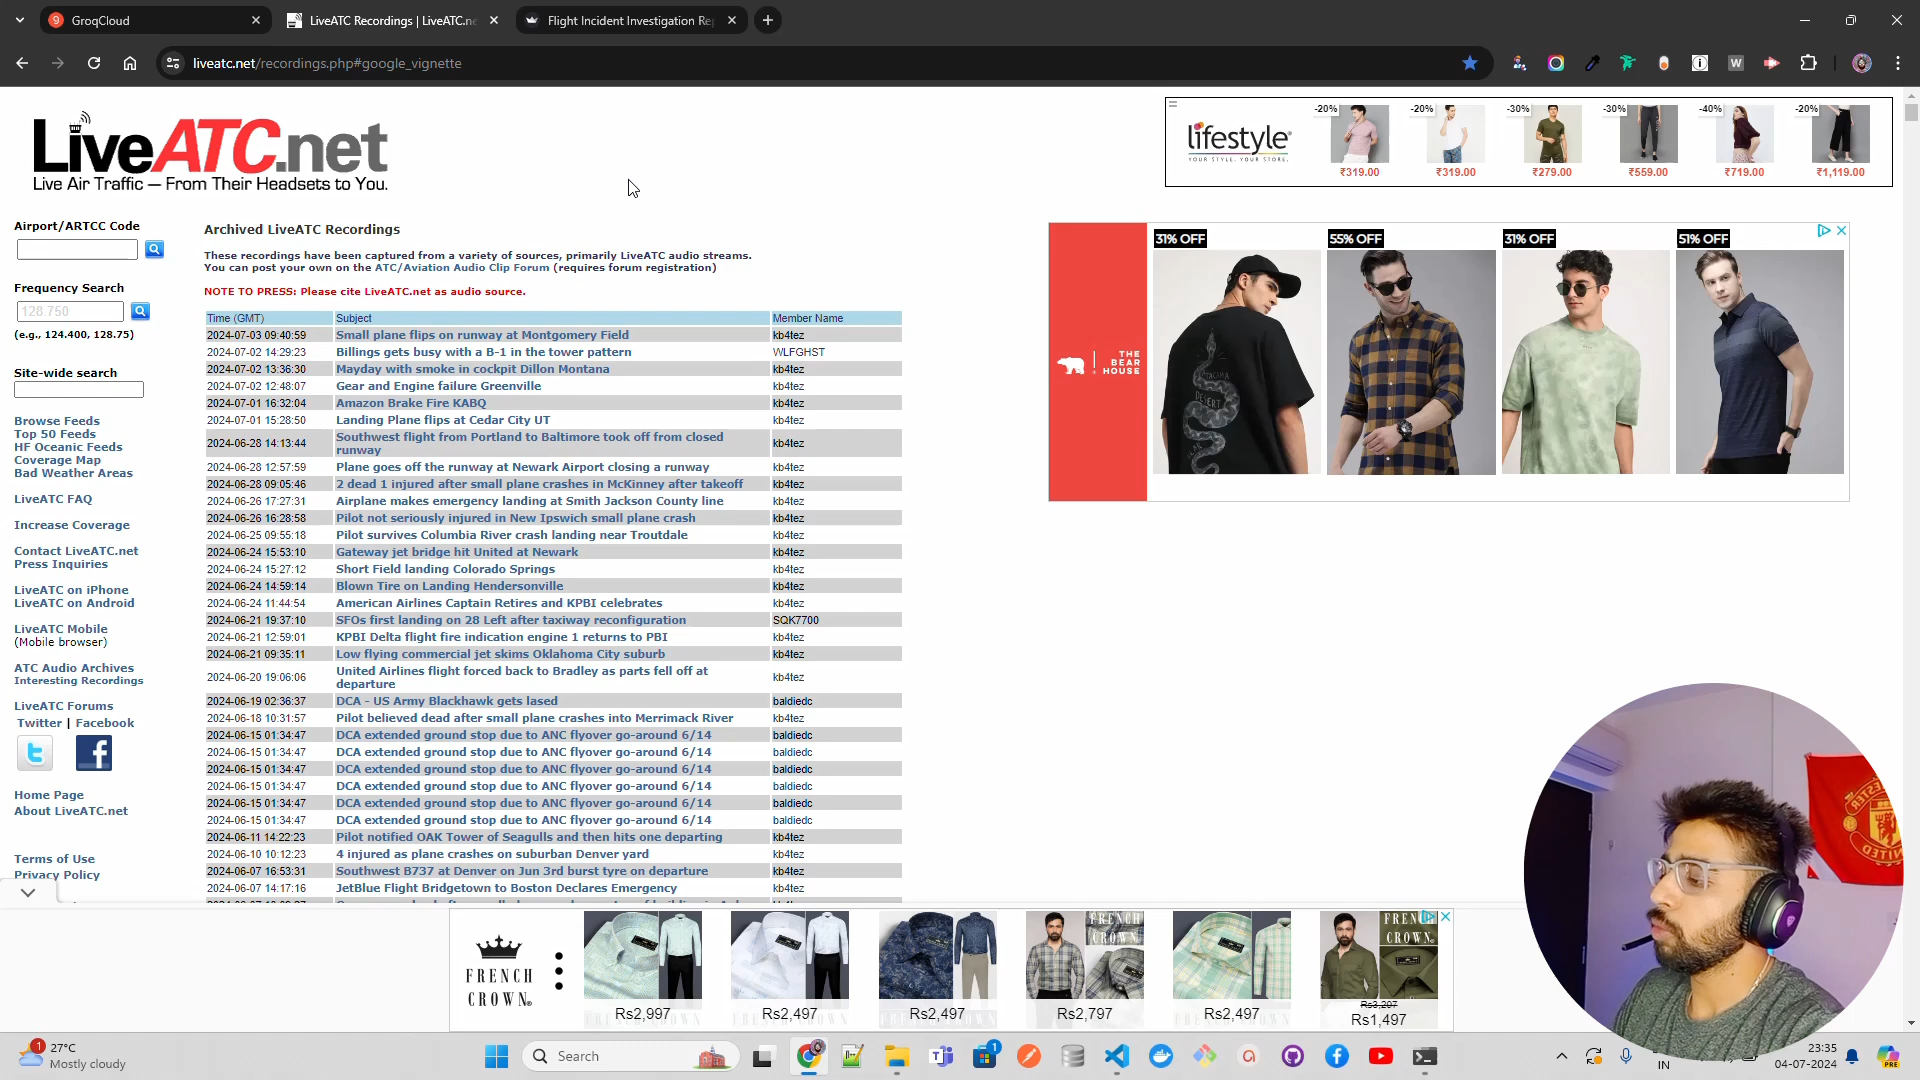 GroqCloud
LiveATC Recordings | LiveATC.ne
Flight Incident Investigation Re
liveatc.net/recordings.php#google_vignette
LiveATC.net
Live Air Traffic — From Their Headsets to You.
lifestyle
YOUR STYLE. YOUR STORE.
-20% -20% -30% -30% -40% -20%
₹319.00 ₹319.00 ₹279.00 ₹559.00 ₹719.00 ₹1,119.00
Airport/ARTCC Code
Frequency Search
128.750
(e.g., 124.400, 128.75)
Site-wide search
Browse Feeds
Top 50 Feeds
HF Oceanic Feeds
Coverage Map
Bad Weather Areas
LiveATC FAQ
Increase Coverage
Contact LiveATC.net
Press Inquiries
LiveATC on iPhone
LiveATC on Android
LiveATC Mobile
(Mobile browser)
ATC Audio Archives
Interesting Recordings
LiveATC Forums
Twitter | Facebook
Home Page
About LiveATC.net
Terms of Use
Privacy Policy
Archived LiveATC Recordings
These recordings have been captured from a variety of sources, primarily LiveATC audio streams.
You can post your own on the ATC/Aviation Audio Clip Forum (requires forum registration)
NOTE TO PRESS: Please cite LiveATC.net as audio source.
Time (GMT) Subject Member Name
2024-07-03 09:40:59 Small plane flips on runway at Montgomery Field kb4tez
2024-07-02 14:29:23 Billings gets busy with a B-1 in the tower pattern WLFGHST
2024-07-02 13:36:30 Mayday with smoke in cockpit Dillon Montana kb4tez
2024-07-02 12:48:07 Gear and Engine failure Greenville kb4tez
2024-07-01 16:32:04 Amazon Brake Fire KABQ kb4tez
2024-07-01 15:28:50 Landing Plane flips at Cedar City UT kb4tez
2024-06-28 14:13:44 Southwest flight from Portland to Baltimore took off from closed
runway kb4tez
2024-06-28 12:57:59 Plane goes off the runway at Newark Airport closing a runway kb4tez
2024-06-28 09:05:46 2 dead 1 injured after small plane crashes in McKinney after takeoff kb4tez
2024-06-26 17:27:31 Airplane makes emergency landing at Smith Jackson County line kb4tez
2024-06-26 16:28:58 Pilot not seriously injured in New Ipswich small plane crash kb4tez
2024-06-25 09:55:18 Pilot survives Columbia River crash landing near Troutdale kb4tez
2024-06-24 15:53:10 Gateway jet bridge hit United at Newark kb4tez
2024-06-24 15:27:12 Short Field landing Colorado Springs kb4tez
2024-06-24 14:59:14 Blown Tire on Landing Hendersonville kb4tez
2024-06-24 11:44:54 American Airlines Captain Retires and KPBI celebrates kb4tez
2024-06-21 19:37:10 SFOs first landing on 28 Left after taxiway reconfiguration SQK7700
2024-06-21 12:59:01 KPBI Delta flight fire indication engine 1 returns to PBI kb4tez
2024-06-21 09:35:11 Low flying commercial jet skims Oklahoma City suburb kb4tez
2024-06-20 19:06:06 United Airlines flight forced back to Bradley as parts fell off at
departure kb4tez
2024-06-19 02:36:37 DCA - US Army Blackhawk gets lased baldiedc
2024-06-18 10:31:57 Pilot believed dead after small plane crashes into Merrimack River kb4tez
2024-06-15 01:34:47 DCA extended ground stop due to ANC flyover go-around 6/14 baldiedc
2024-06-15 01:34:47 DCA extended ground stop due to ANC flyover go-around 6/14 baldiedc
2024-06-15 01:34:47 DCA extended ground stop due to ANC flyover go-around 6/14 baldiedc
2024-06-15 01:34:47 DCA extended ground stop due to ANC flyover go-around 6/14 baldiedc
2024-06-15 01:34:47 DCA extended ground stop due to ANC flyover go-around 6/14 baldiedc
2024-06-15 01:34:47 DCA extended ground stop due to ANC flyover go-around 6/14 baldiedc
2024-06-11 14:22:23 Pilot notified OAK Tower of Seagulls and then hits one departing kb4tez
2024-06-10 10:12:23 4 injured as plane crashes on suburban Denver yard kb4tez
2024-06-07 16:53:31 Southwest B737 at Denver on Jun 3rd burst tyre on departure kb4tez
2024-06-07 14:17:16 JetBlue Flight Bridgetown to Boston Declares Emergency kb4tez
THE
BEAR
HOUSE
31% OFF 55% OFF 31% OFF 51% OFF
FRENCH
CROWN
Rs2,997 Rs2,497 Rs2,497 Rs2,797 Rs2,497
Rs3,297
Rs1,497
27°C
Mostly cloudy
Search
IN
23:35
04-07-2024